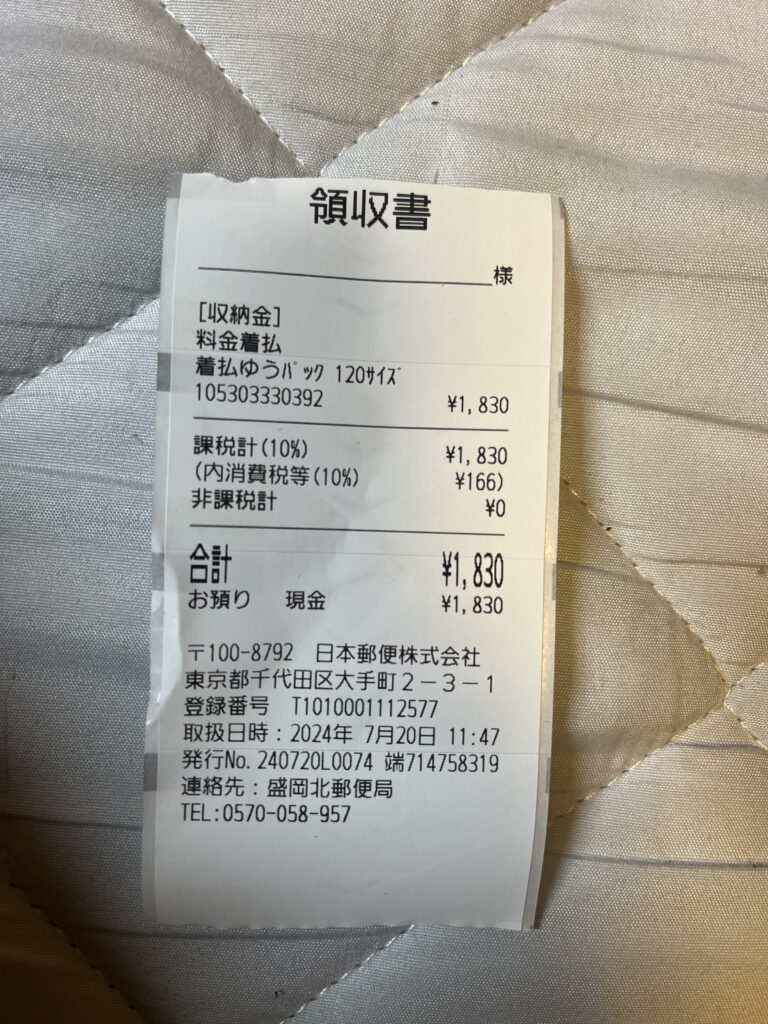 領収書
様
[収納金]
料金着払
着払ゆうﾊﾟｯｸ 120ｻｲｽﾞ
105303330392 ¥1,830
課税計(10%) ¥1,830
(内消費税等(10%) ¥166)
非課税計 ¥0
合計 ¥1,830
お預り 現金 ¥1,830
〒100-8792 日本郵便株式会社
東京都千代田区大手町２－３－１
登録番号 T1010001112577
取扱日時：2024年 7月20日 11:47
発行No.240720L0074 端714758319
連絡先：盛岡北郵便局
TEL:0570-058-957